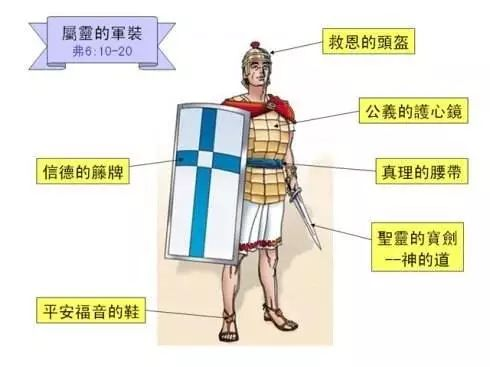 屬靈的軍裝
弗6:10-20
救恩的頭盔
公義的護心鏡
信德的籐牌
真理的腰帶
聖靈的寶劍
--神的道
平安福音的鞋